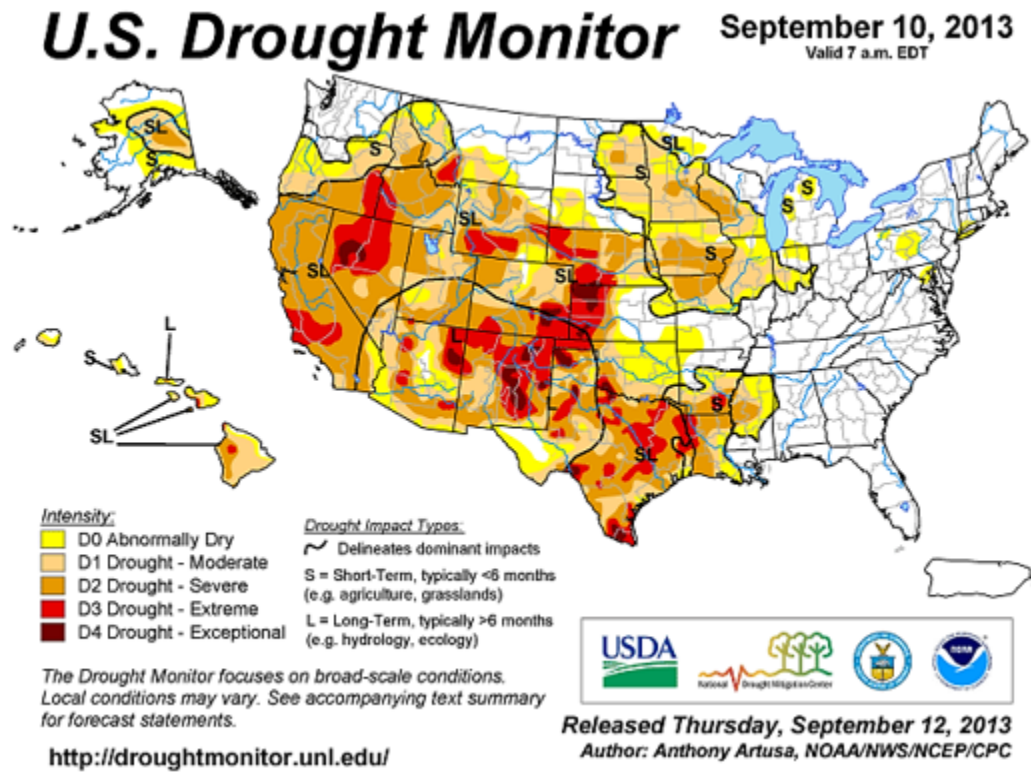 U.S. Drought Monitor
September 10, 2013
Valid 7 a.m. EDT
SL
S
S
SL
S
S
S
SL
S
SL
SL
L
S
SL
L
S
SL
Intensity:
D0 Abnormally Dry
D1 Drought - Moderate
D2 Drought - Severe
D3 Drought - Extreme
D4 Drought - Exceptional
Drought Impact Types:
Delineates dominant impacts
S = Short-Term, typically <6 months
(e.g. agriculture, grasslands)
L = Long-Term, typically >6 months
(e.g. hydrology, ecology)
The Drought Monitor focuses on broad-scale conditions.
Local conditions may vary. See accompanying text summary
for forecast statements.
http://droughtmonitor.unl.edu/
USDA
National Drought Mitigation Center
NOAA
Released Thursday, September 12, 2013
Author: Anthony Artusa, NOAA/NWS/NCEP/CPC